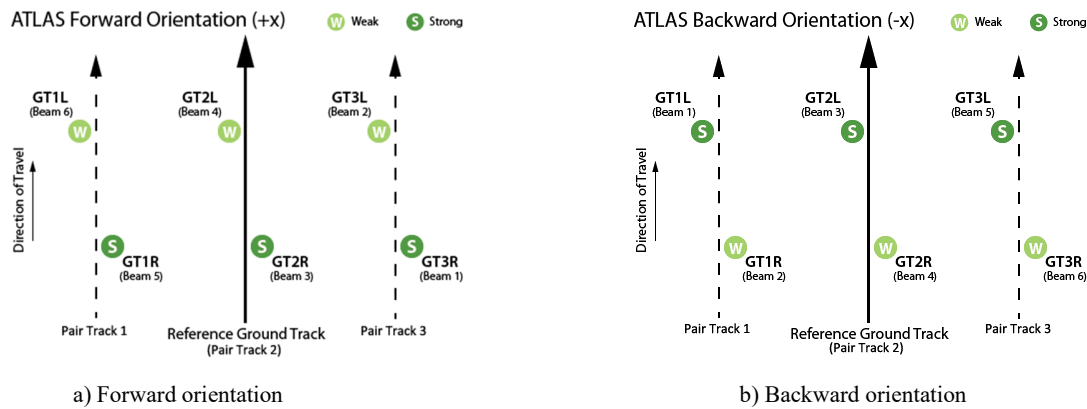 ATLAS Forward Orientation (+x)
W Weak
S Strong
GT1L
(Beam 6)
W
GT2L
(Beam 4)
W
GT3L
(Beam 2)
W
Direction of Travel
S
GT1R
(Beam 5)
S
GT2R
(Beam 3)
S
GT3R
(Beam 1)
Pair Track 1
Reference Ground Track
(Pair Track 2)
Pair Track 3
a) Forward orientation
ATLAS Backward Orientation (-x)
W Weak
S Strong
GT1L
(Beam 1)
S
GT2L
(Beam 3)
S
GT3L
(Beam 5)
S
Direction of Travel
W
GT1R
(Beam 2)
W
GT2R
(Beam 4)
W
GT3R
(Beam 6)
Pair Track 1
Reference Ground Track
(Pair Track 2)
Pair Track 3
b) Backward orientation